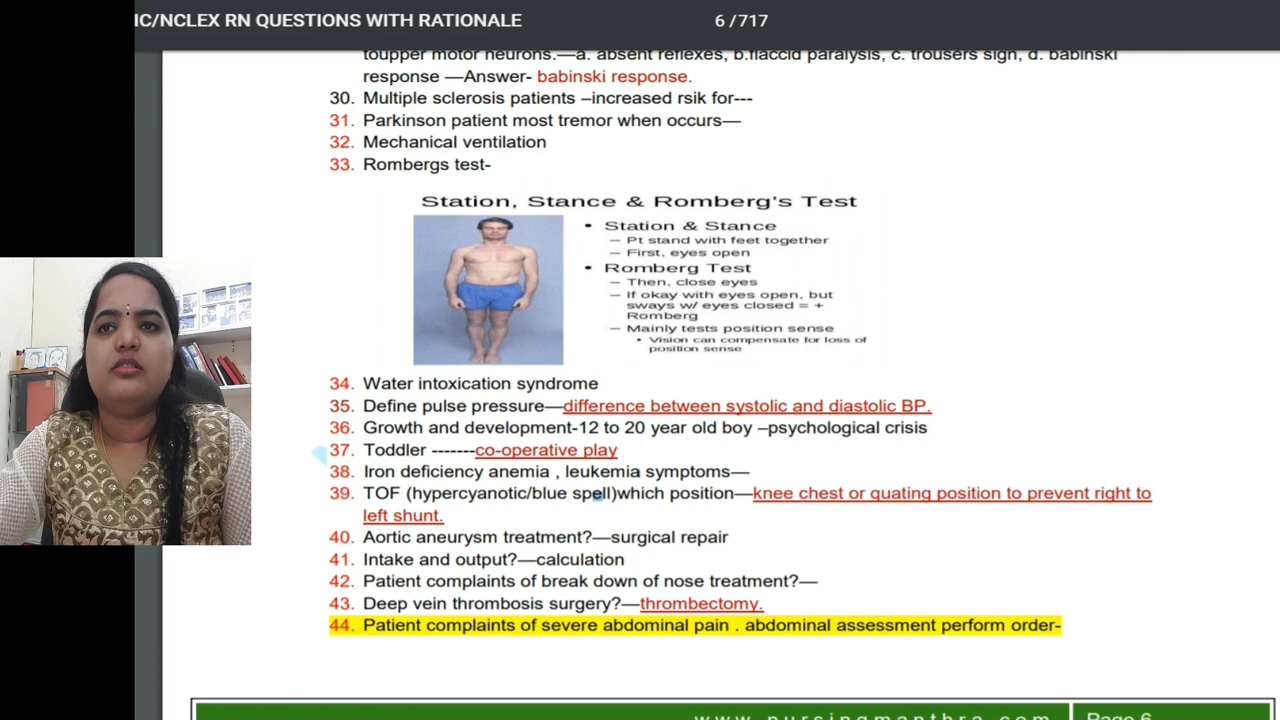 IC/NCLEX RN QUESTIONS WITH RATIONALE
6 /717
toupper motor neurons.—a. absent reflexes, b.flaccid paralysis, c. trousers sign, d. babinski
response —Answer- babinski response.
30. Multiple sclerosis patients –increased rsik for---
31. Parkinson patient most tremor when occurs—
32. Mechanical ventilation
33. Rombergs test-
Station, Stance & Romberg's Test
• Station & Stance
– Pt stand with feet together
– First, eyes open
• Romberg Test
– Then, close eyes
– If okay with eyes open, but
sways w/ eyes closed = +
Romberg
– Mainly tests position sense
• Vision can compensate for loss of
position sense
34. Water intoxication syndrome
35. Define pulse pressure—difference between systolic and diastolic BP.
36. Growth and development-12 to 20 year old boy –psychological crisis
37. Toddler -------co-operative play
38. Iron deficiency anemia , leukemia symptoms—
39. TOF (hypercyanotic/blue spell)which position—knee chest or quating position to prevent right to
left shunt.
40. Aortic aneurysm treatment?—surgical repair
41. Intake and output?—calculation
42. Patient complaints of break down of nose treatment?—
43. Deep vein thrombosis surgery?—thrombectomy.
44. Patient complaints of severe abdominal pain . abdominal assessment perform order-
www.nursingmanthra.com
Page 6